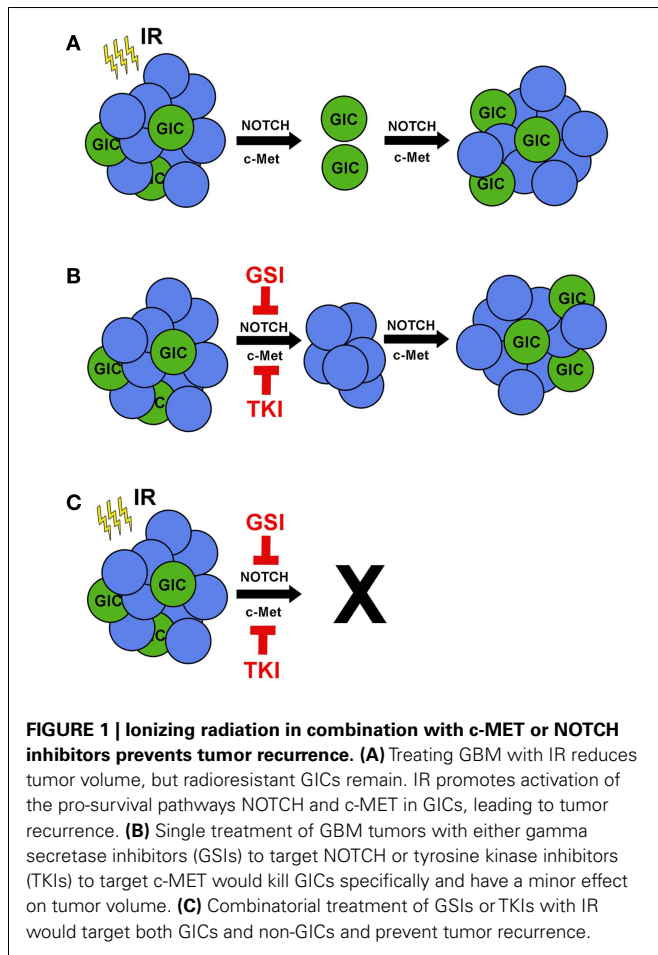 A
IR
GIC
GIC
GIC
NOTCH
c-Met
GIC
GIC
NOTCH
c-Met
GIC
GIC
GIC
B
GSI
NOTCH
c-Met
TKI
GIC
GIC
C
NOTCH
c-Met
GIC
GIC
GIC
C
IR
GSI
NOTCH
c-Met
TKI
GIC
GIC
C
X
FIGURE 1 | Ionizing radiation in combination with c-MET or NOTCH
inhibitors prevents tumor recurrence. (A) Treating GBM with IR reduces
tumor volume, but radioresistant GICs remain. IR promotes activation of
the pro-survival pathways NOTCH and c-MET in GICs, leading to tumor
recurrence. (B) Single treatment of GBM tumors with either gamma
secretase inhibitors (GSIs) to target NOTCH or tyrosine kinase inhibitors
(TKIs) to target c-MET would kill GICs specifically and have a minor effect
on tumor volume. (C) Combinatorial treatment of GSIs or TKIs with IR
would target both GICs and non-GICs and prevent tumor recurrence.